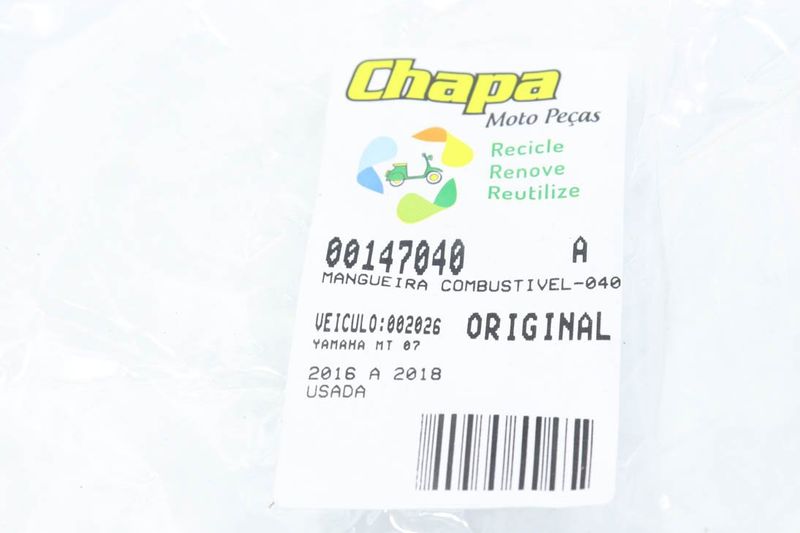 Chapa
Moto Peças
Recicle
Renove
Reutilize
00147040 A
MANGUEIRA COMBUSTIVEL-040
VEICULO:002026 ORIGINAL
YAMAHA MT 07
2016 A 2018
USADA